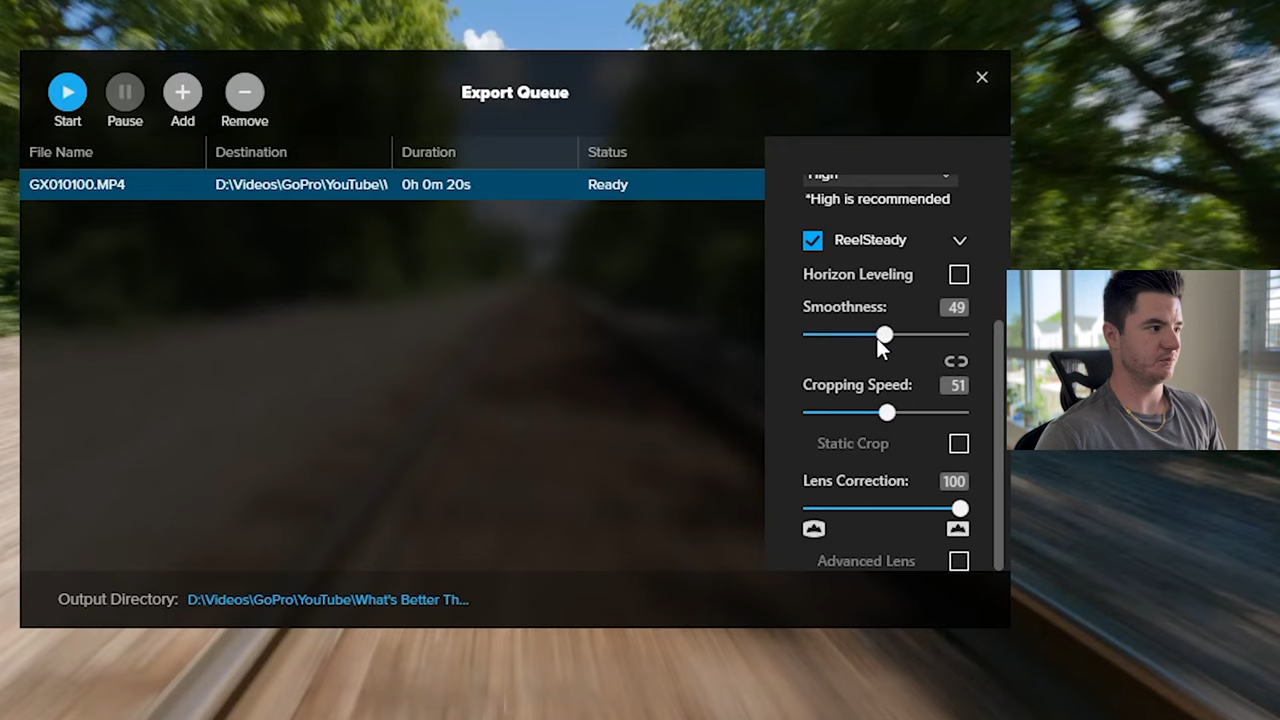 Export Queue
Start
Pause
Add
Remove
File Name
Destination
Duration
Status
GX010100.MP4
D:\Videos\GoPro\YouTube\\
0h 0m 20s
Ready
High
*High is recommended
ReelSteady
Horizon Leveling
Smoothness:
49
Cropping Speed:
51
Static Crop
Lens Correction:
100
Advanced Lens
Output Directory:
D:\Videos\GoPro\YouTube\What's Better Th...